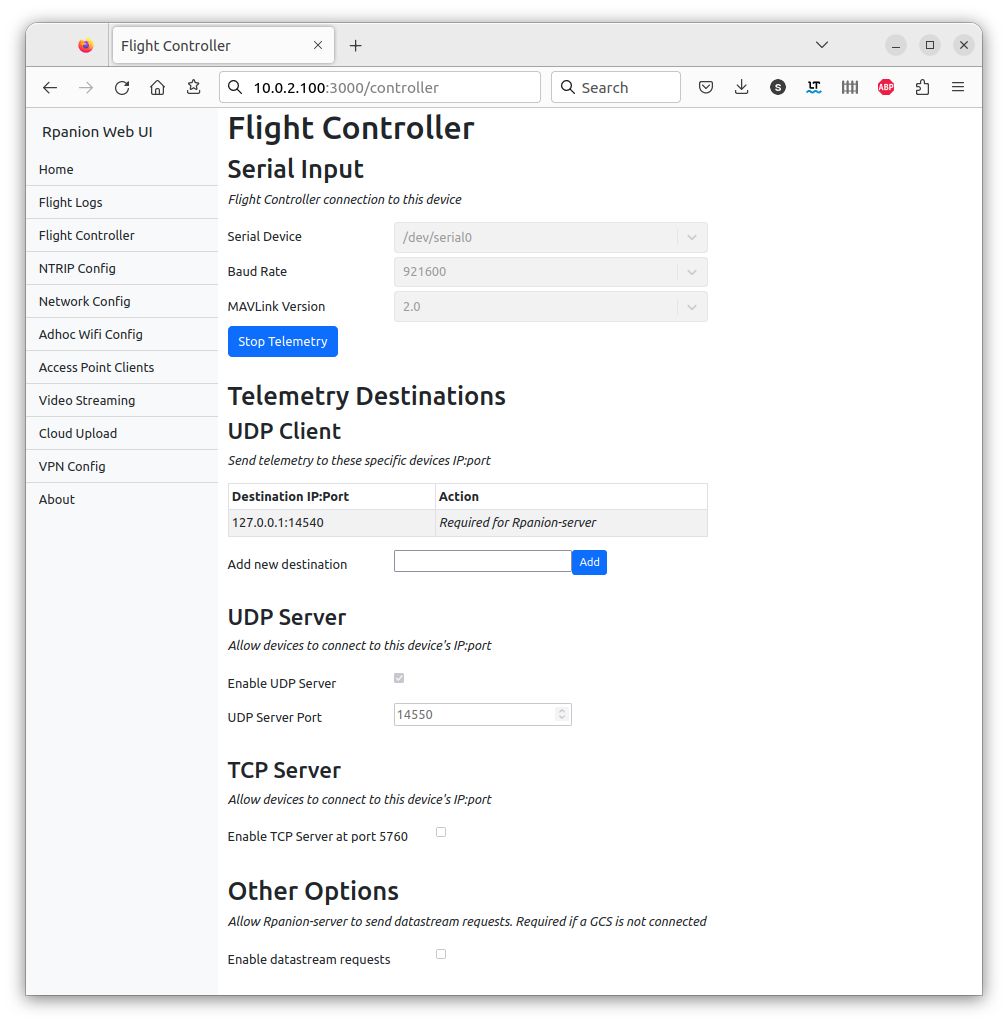 Flight Controller
10.0.2.100:3000/controller
Search
S
LT
ABP
Rpanion Web UI
Home
Flight Logs
Flight Controller
NTRIP Config
Network Config
Adhoc Wifi Config
Access Point Clients
Video Streaming
Cloud Upload
VPN Config
About
Flight Controller
Serial Input
Flight Controller connection to this device
Serial Device /dev/serial0
Baud Rate 921600
MAVLink Version 2.0
Stop Telemetry
Telemetry Destinations
UDP Client
Send telemetry to these specific devices IP:port
Destination IP:Port Action
127.0.0.1:14540 Required for Rpanion-server
Add new destination Add
UDP Server
Allow devices to connect to this device's IP:port
Enable UDP Server
UDP Server Port 14550
TCP Server
Allow devices to connect to this device's IP:port
Enable TCP Server at port 5760
Other Options
Allow Rpanion-server to send datastream requests. Required if a GCS is not connected
Enable datastream requests